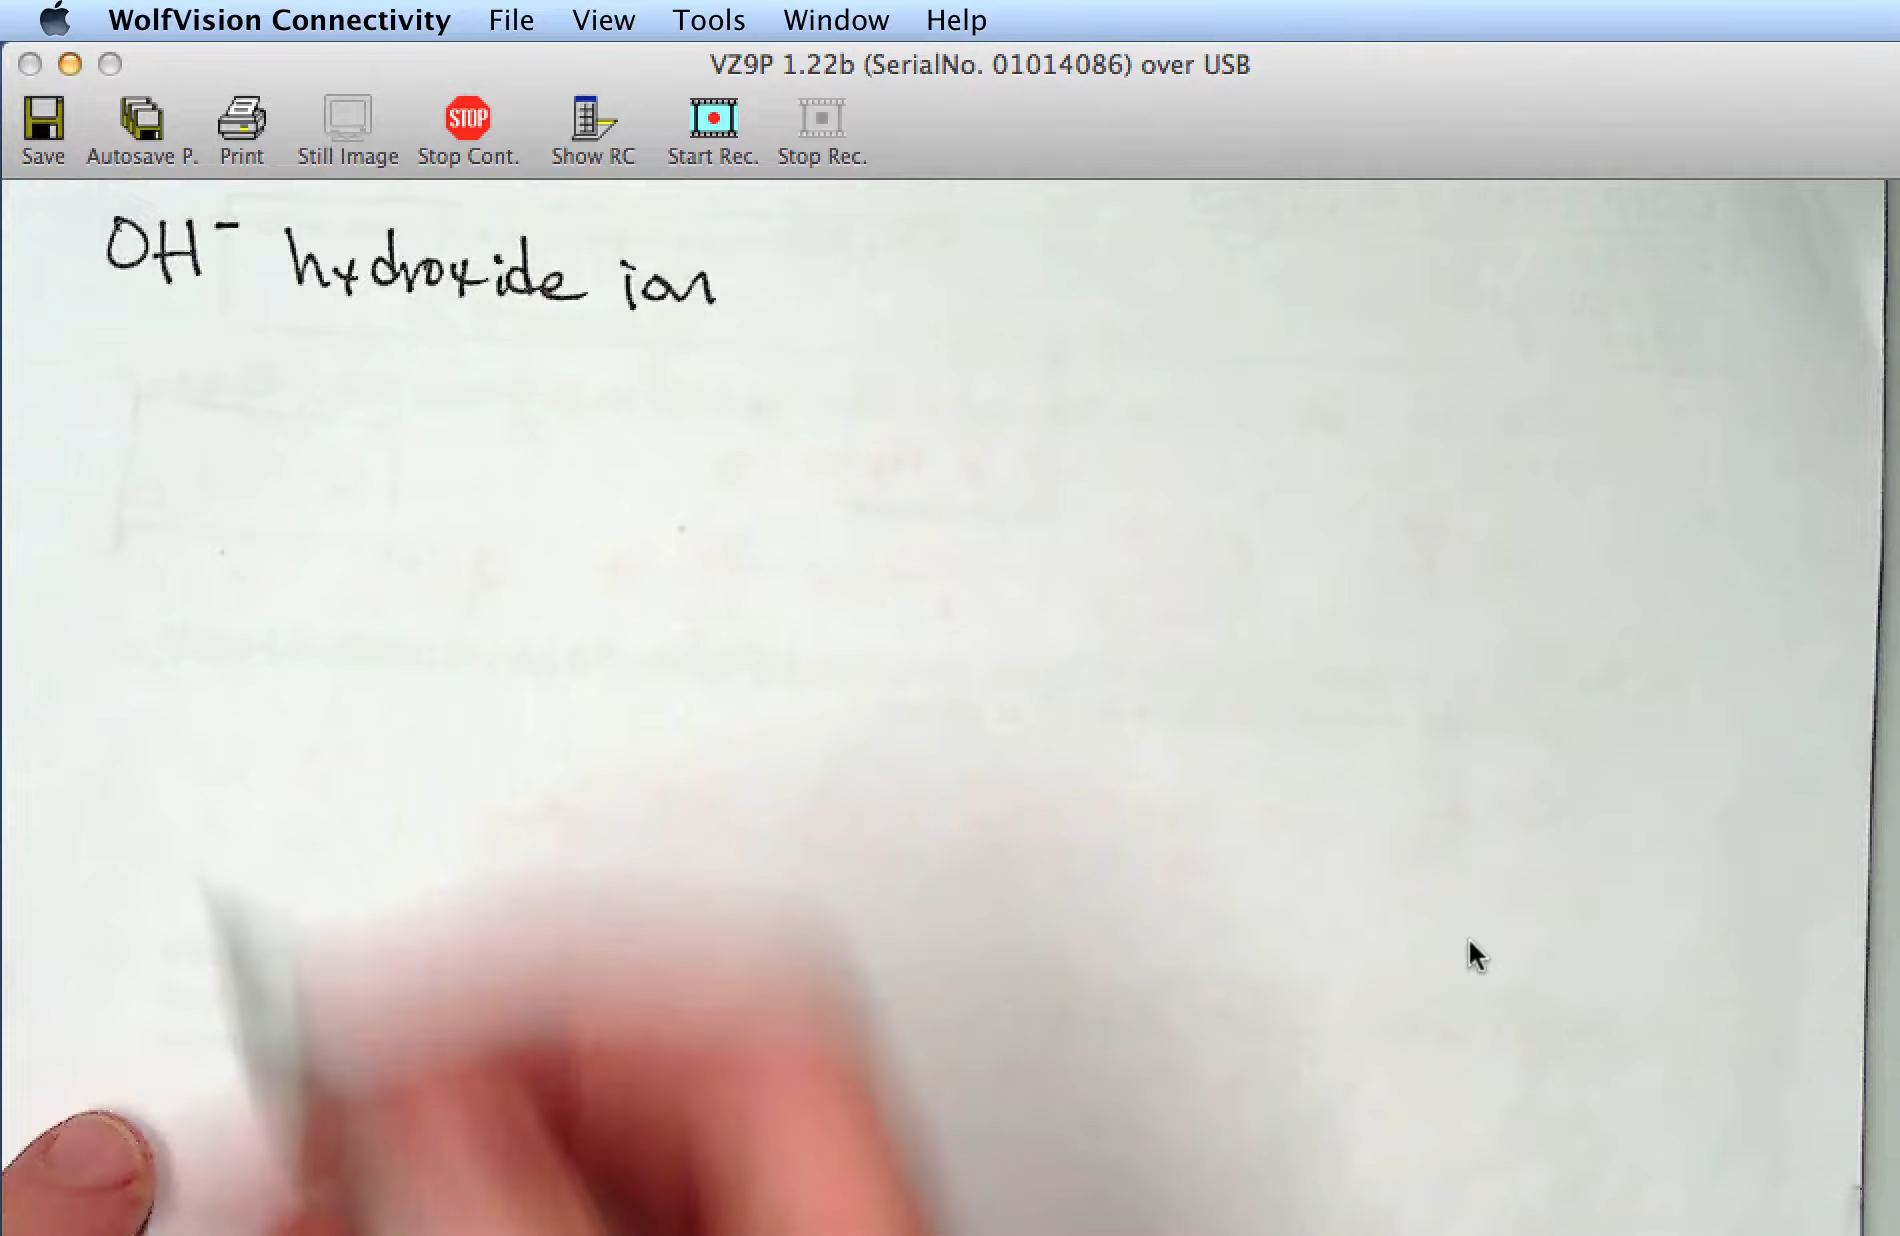 WolfVision Connectivity File View Tools Window Help
VZ9P 1.22b (SerialNo. 01014086) over USB
STOP
Save Autosave P. Print Still Image Stop Cont. Show RC Start Rec. Stop Rec.
OH⁻ hydroxide ion